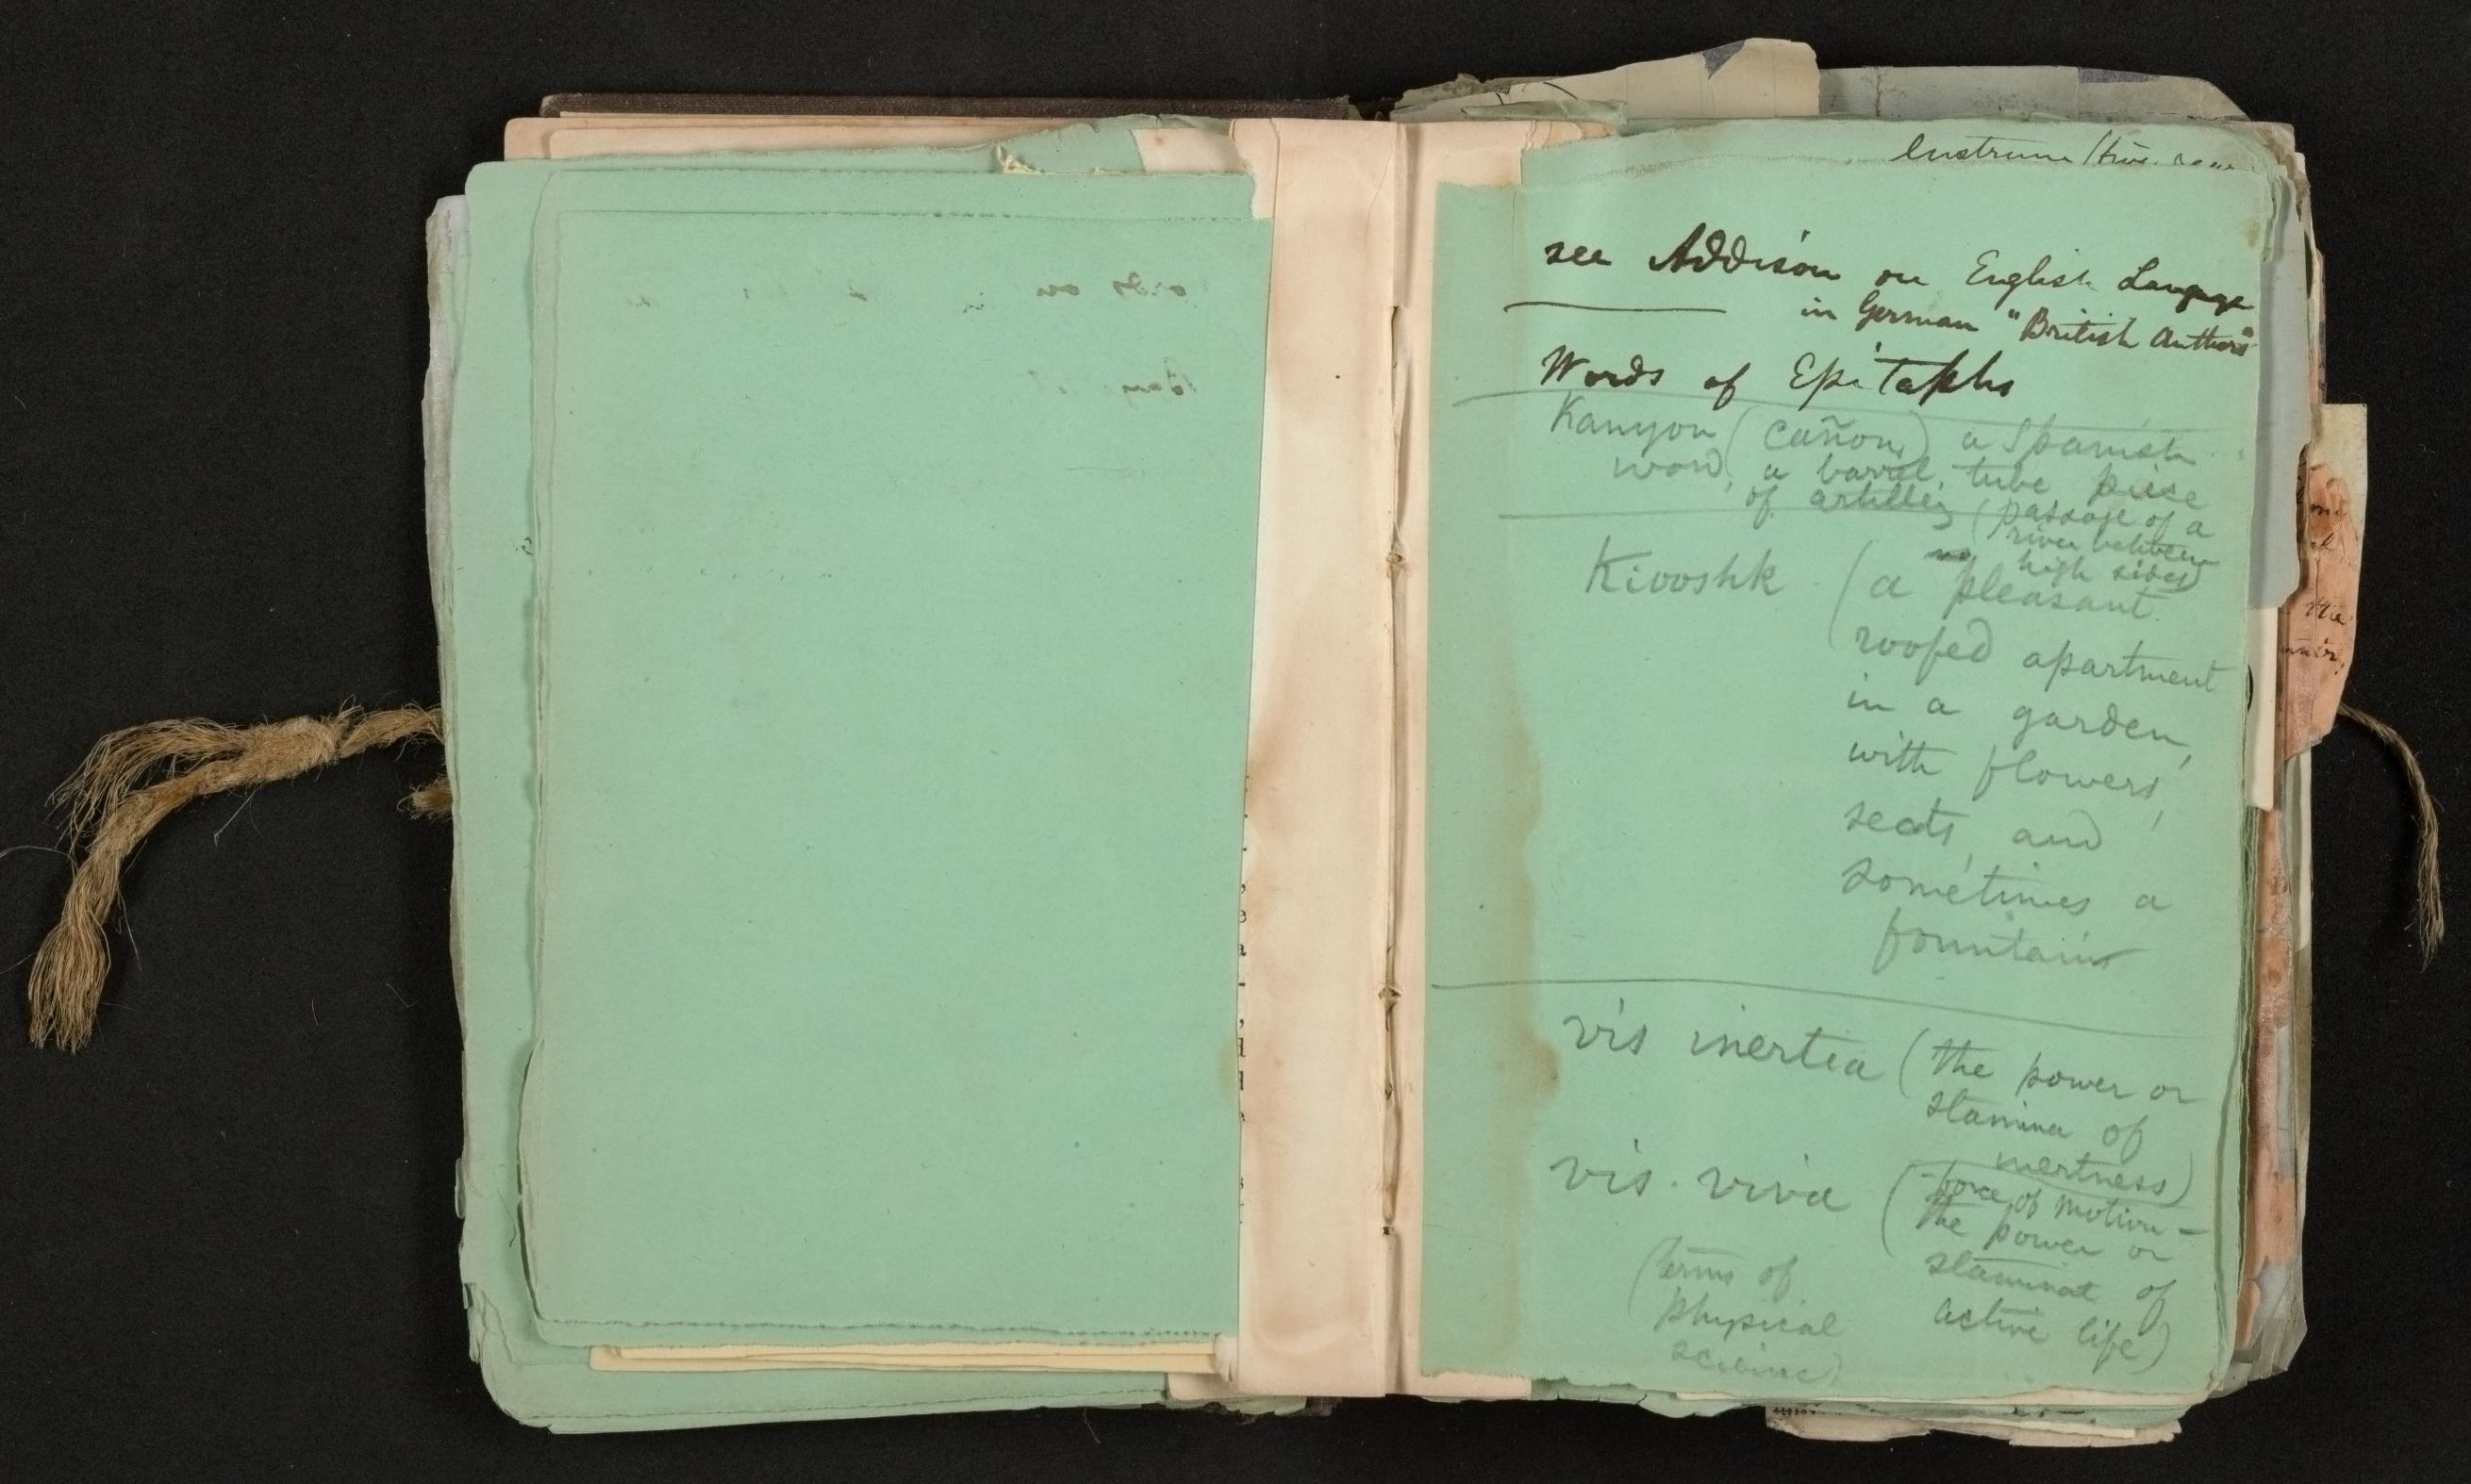 see Addison on English Language
in German "British Authors"
Words of Epitaphs
Kanyon (cañon) a Spanish
word, a barrel, tube piece
of artillery (passage of a
river between
high sides)
Kiooshk (a pleasant
roofed apartment
in a garden,
with flowers,
seats, and
sometimes a
fountain
vis inertia (the power or
stamina of
inertness)
vis. viva (force of motion –
the power or
staminat of
active life)
(terms of
physical
science)
the